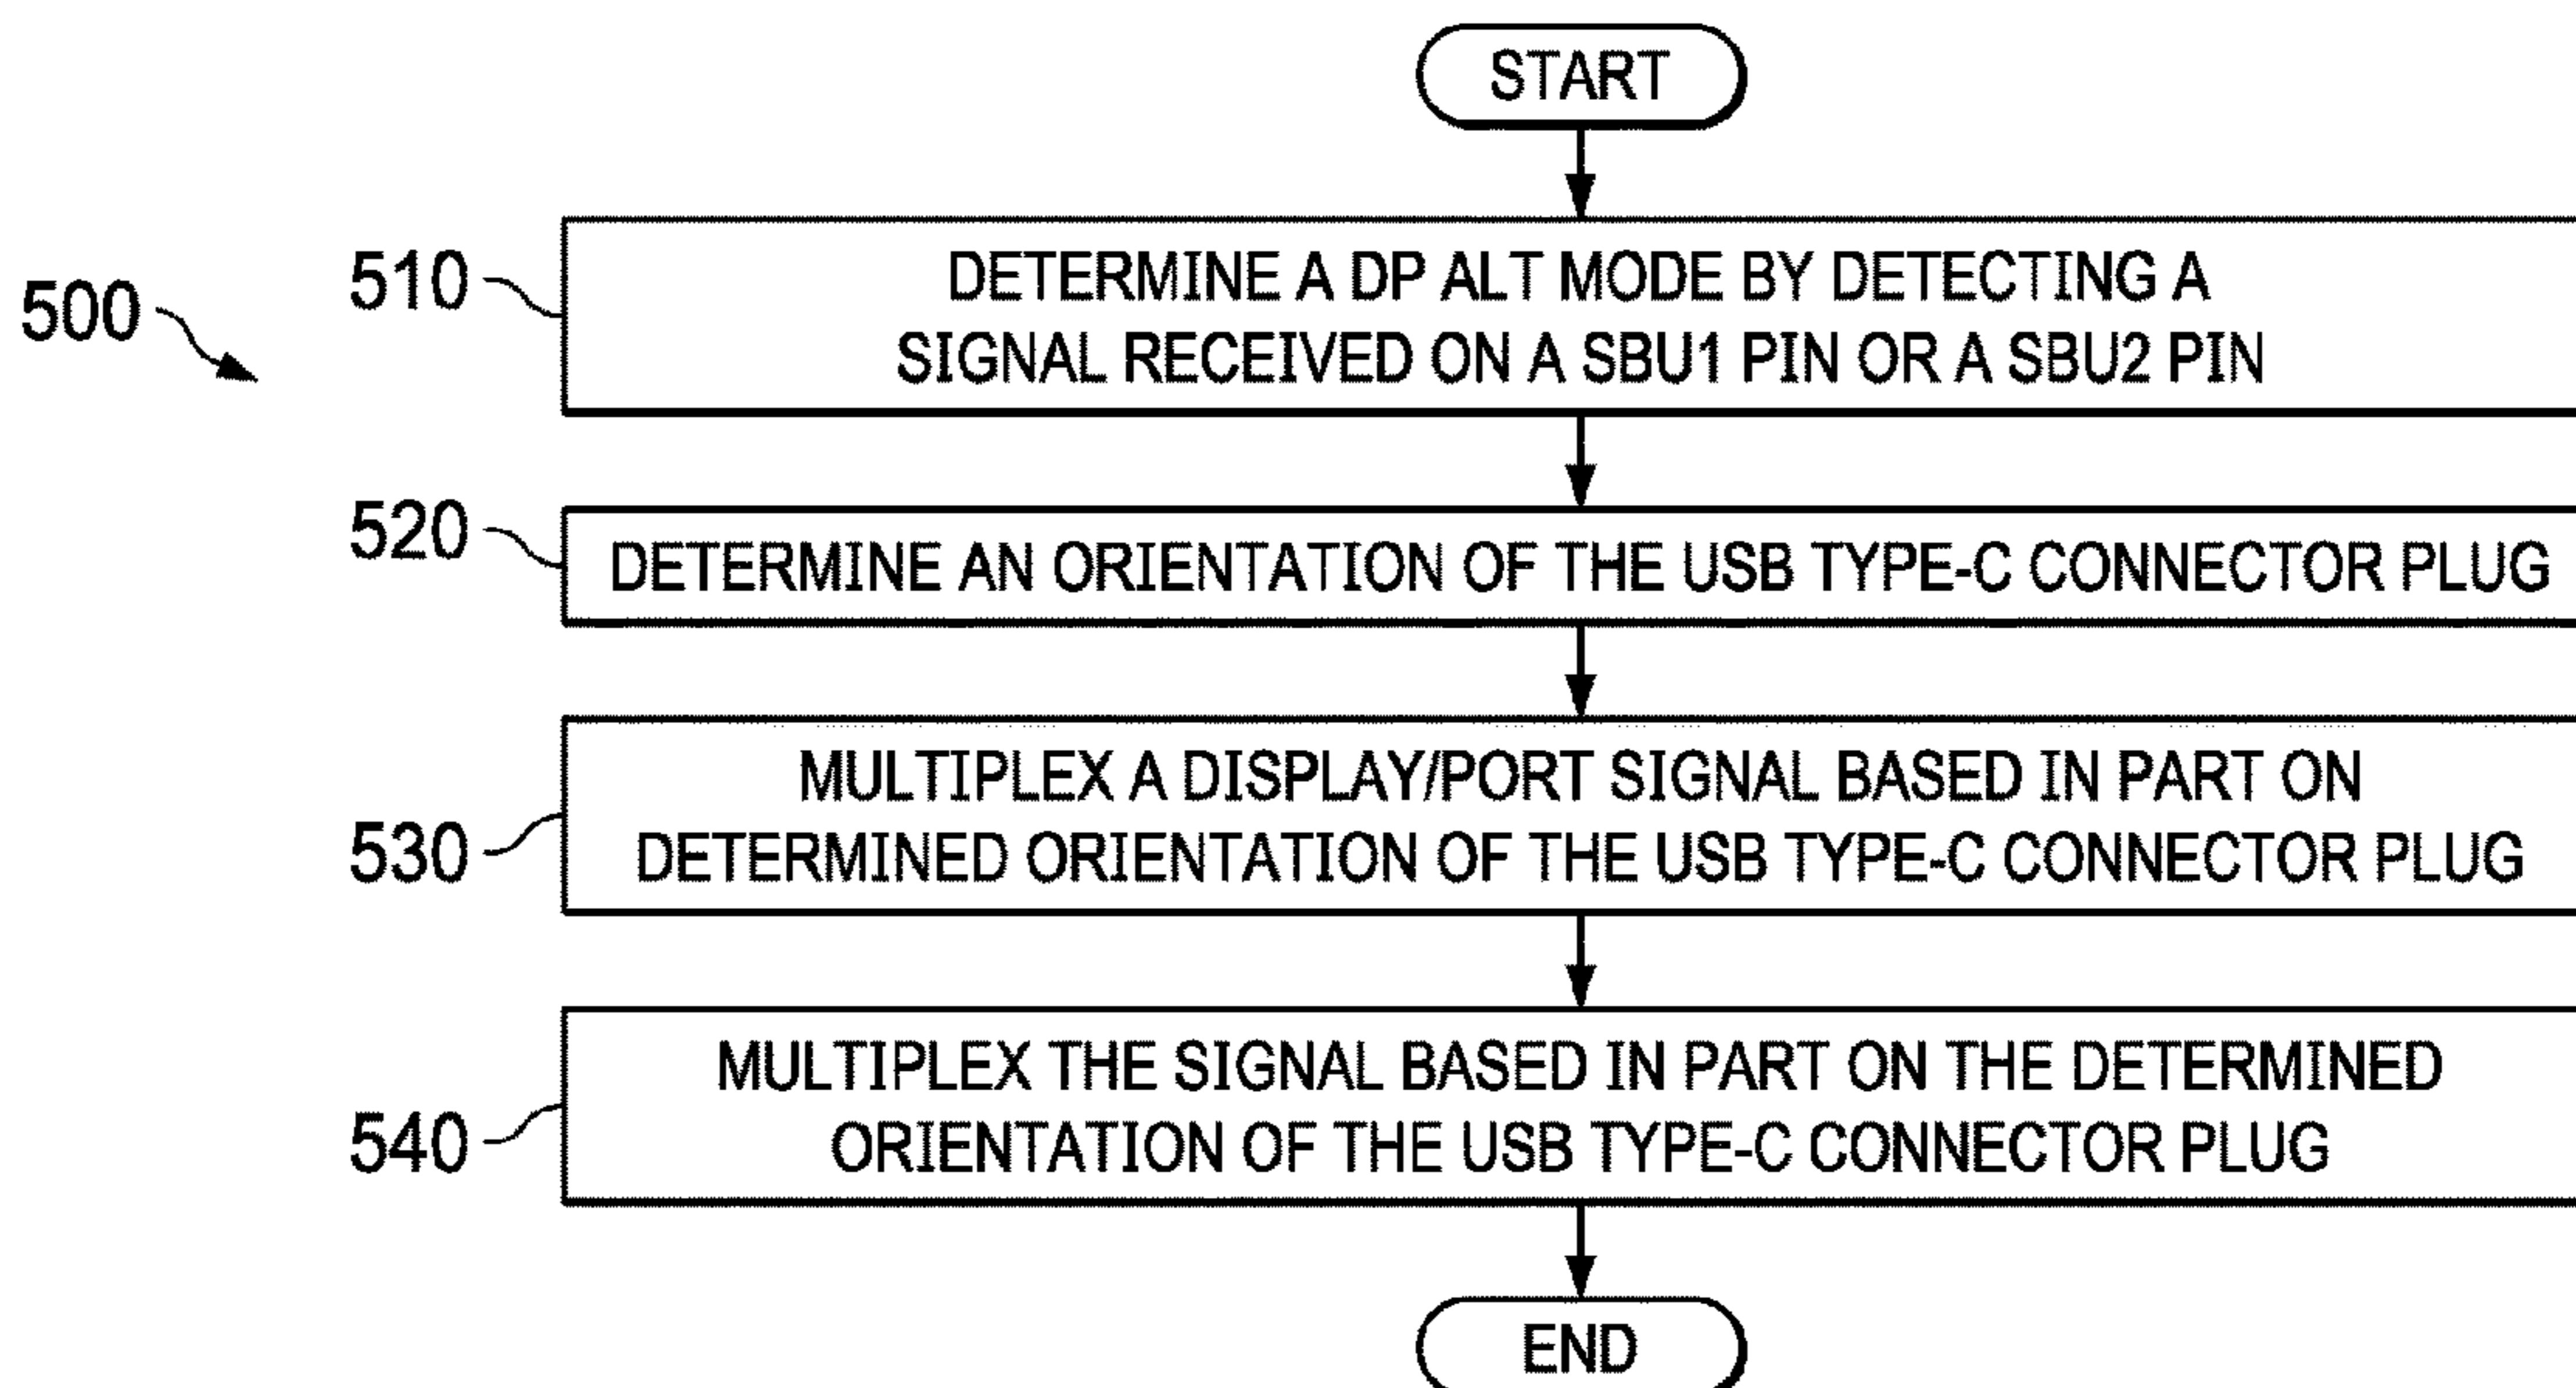 START
500
510
DETERMINE A DP ALT MODE BY DETECTING A
SIGNAL RECEIVED ON A SBU1 PIN OR A SBU2 PIN
520
DETERMINE AN ORIENTATION OF THE USB TYPE-C CONNECTOR PLUG
530
MULTIPLEX A DISPLAY/PORT SIGNAL BASED IN PART ON
DETERMINED ORIENTATION OF THE USB TYPE-C CONNECTOR PLUG
540
MULTIPLEX THE SIGNAL BASED IN PART ON THE DETERMINED
ORIENTATION OF THE USB TYPE-C CONNECTOR PLUG
END